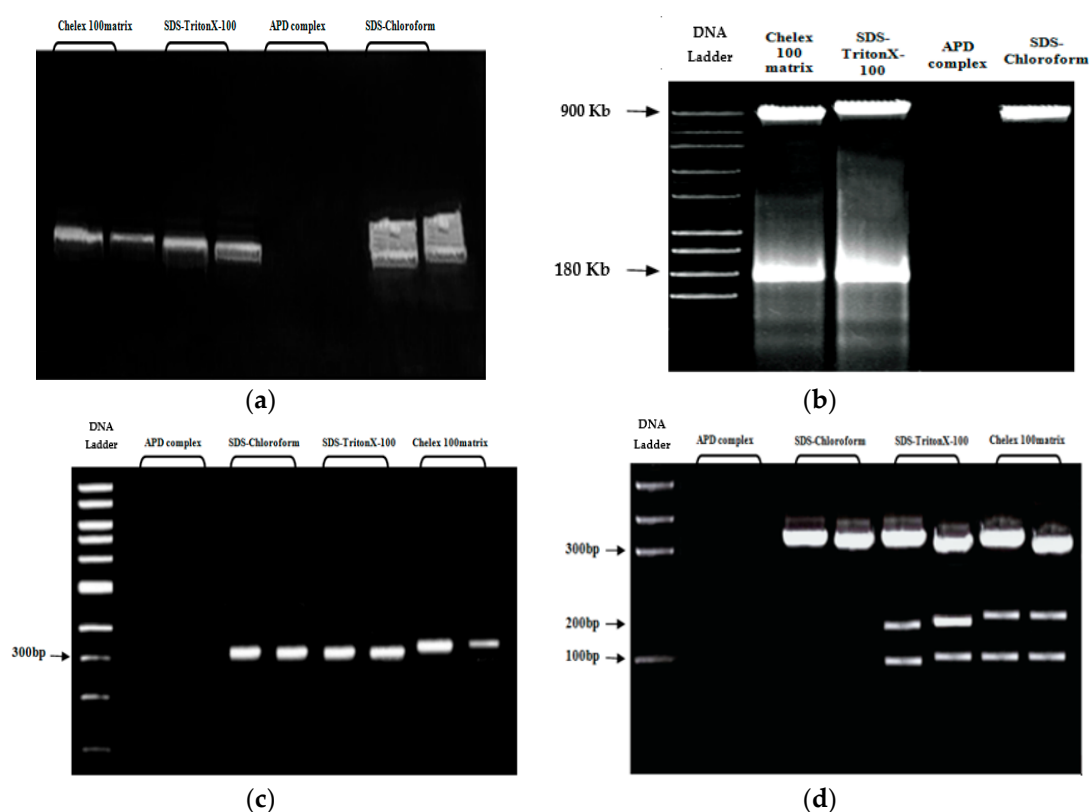 Chelex 100matrix SDS-TritonX-100 APD complex SDS-Chloroform
(a)
DNA
Ladder
Chelex
100
matrix
SDS-
TritonX-
100
APD
complex
SDS-
Chloroform
900 Kb
180 Kb
(b)
DNA
Ladder
APD complex SDS-Chloroform SDS-TritonX-100 Chelex 100matrix
300bp
(c)
DNA
Ladder
APD complex SDS-Chloroform SDS-TritonX-100 Chelex 100matrix
300bp
200bp
100bp
(d)